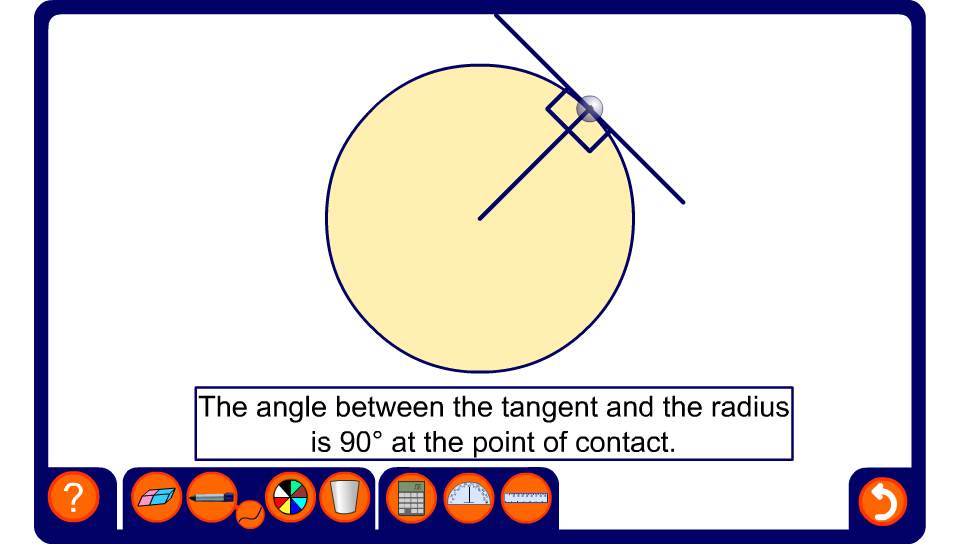 The angle between the tangent and the radius
is 90° at the point of contact.
?